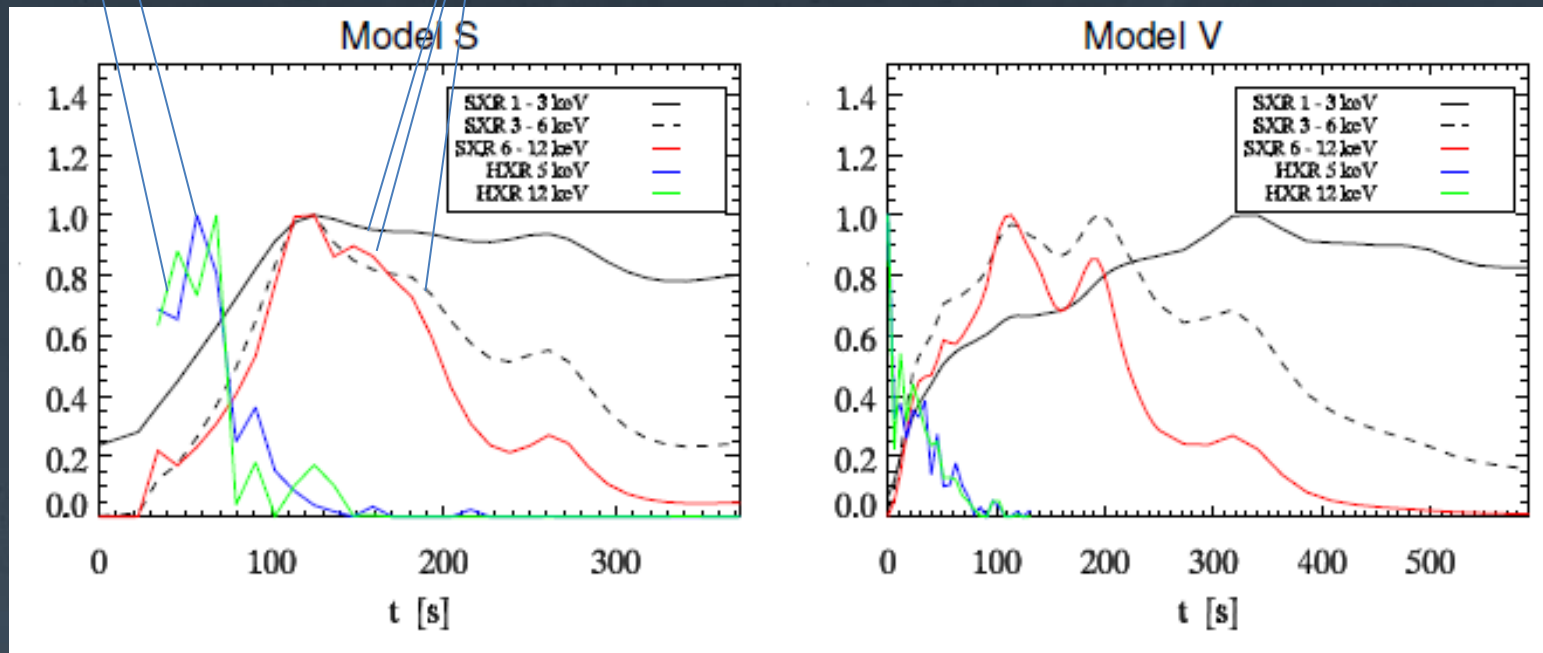 Model S
1.4
1.2
1.0
0.8
0.6
0.4
0.2
0.0
SXR 1 - 3 keV
SXR 3 - 6 keV
SXR 6 - 12 keV
HXR 5 keV
HXR 12 keV
0 100 200 300
t [s]
Model V
1.4
1.2
1.0
0.8
0.6
0.4
0.2
0.0
SXR 1 - 3 keV
SXR 3 - 6 keV
SXR 6 - 12 keV
HXR 5 keV
HXR 12 keV
0 100 200 300 400 500
t [s]